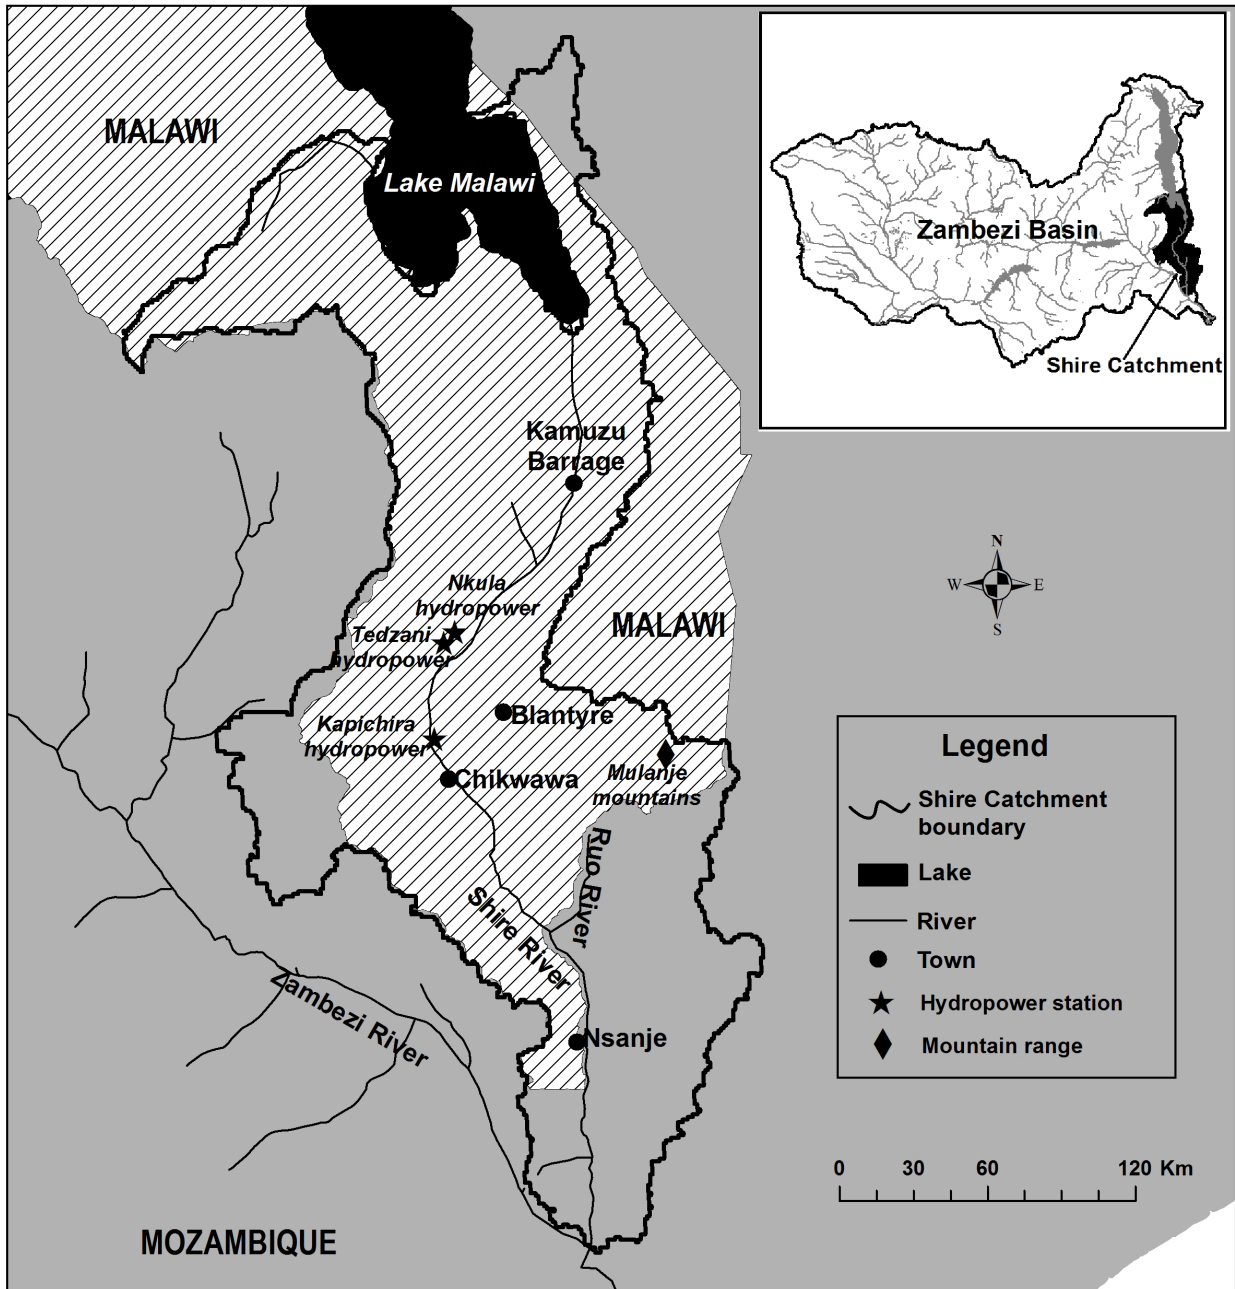 MALAWI
Lake Malawi
Zambezi Basin
Shire Catchment
Kamuzu
Barrage
N
W
E
S
Nkula
hydropower
Tedzani
hydropower
MALAWI
Kapichira
hydropower
Blantyre
Chikwawa
Mulanje
mountains
Ruo River
Shire River
Zambezi River
Nsanje
MOZAMBIQUE
Legend
Shire Catchment
boundary
Lake
River
Town
Hydropower station
Mountain range
0 30 60 120 Km